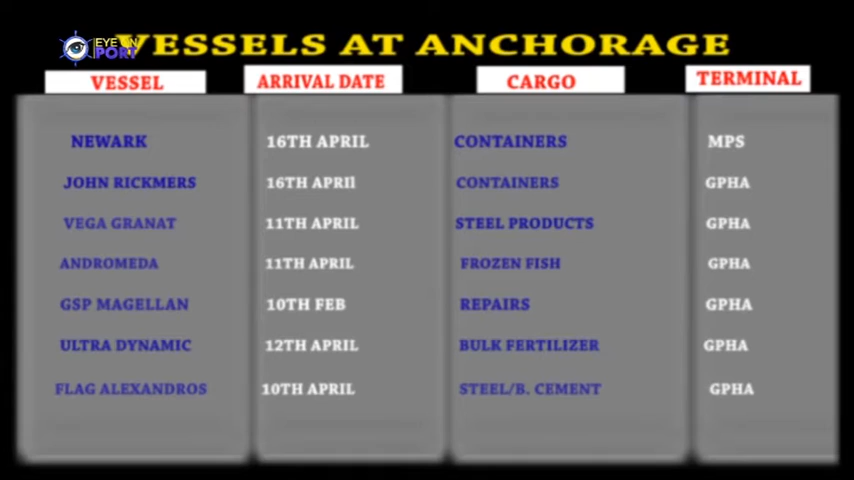 EYE ON
PORT
VESSELS AT ANCHORAGE
VESSEL ARRIVAL DATE CARGO TERMINAL
NEWARK 16TH APRIL CONTAINERS MPS
JOHN RICKMERS 16TH APRIl CONTAINERS GPHA
VEGA GRANAT 11TH APRIL STEEL PRODUCTS GPHA
ANDROMEDA 11TH APRIL FROZEN FISH GPHA
GSP MAGELLAN 10TH FEB REPAIRS GPHA
ULTRA DYNAMIC 12TH APRIL BULK FERTILIZER GPHA
FLAG ALEXANDROS 10TH APRIL STEEL/B. CEMENT GPHA